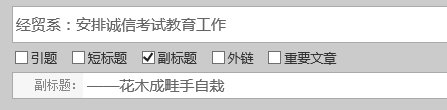 经贸系：安排诚信考试教育工作
引题 短标题 副标题 外链 重要文章
副标题： ——花木成畦手自栽